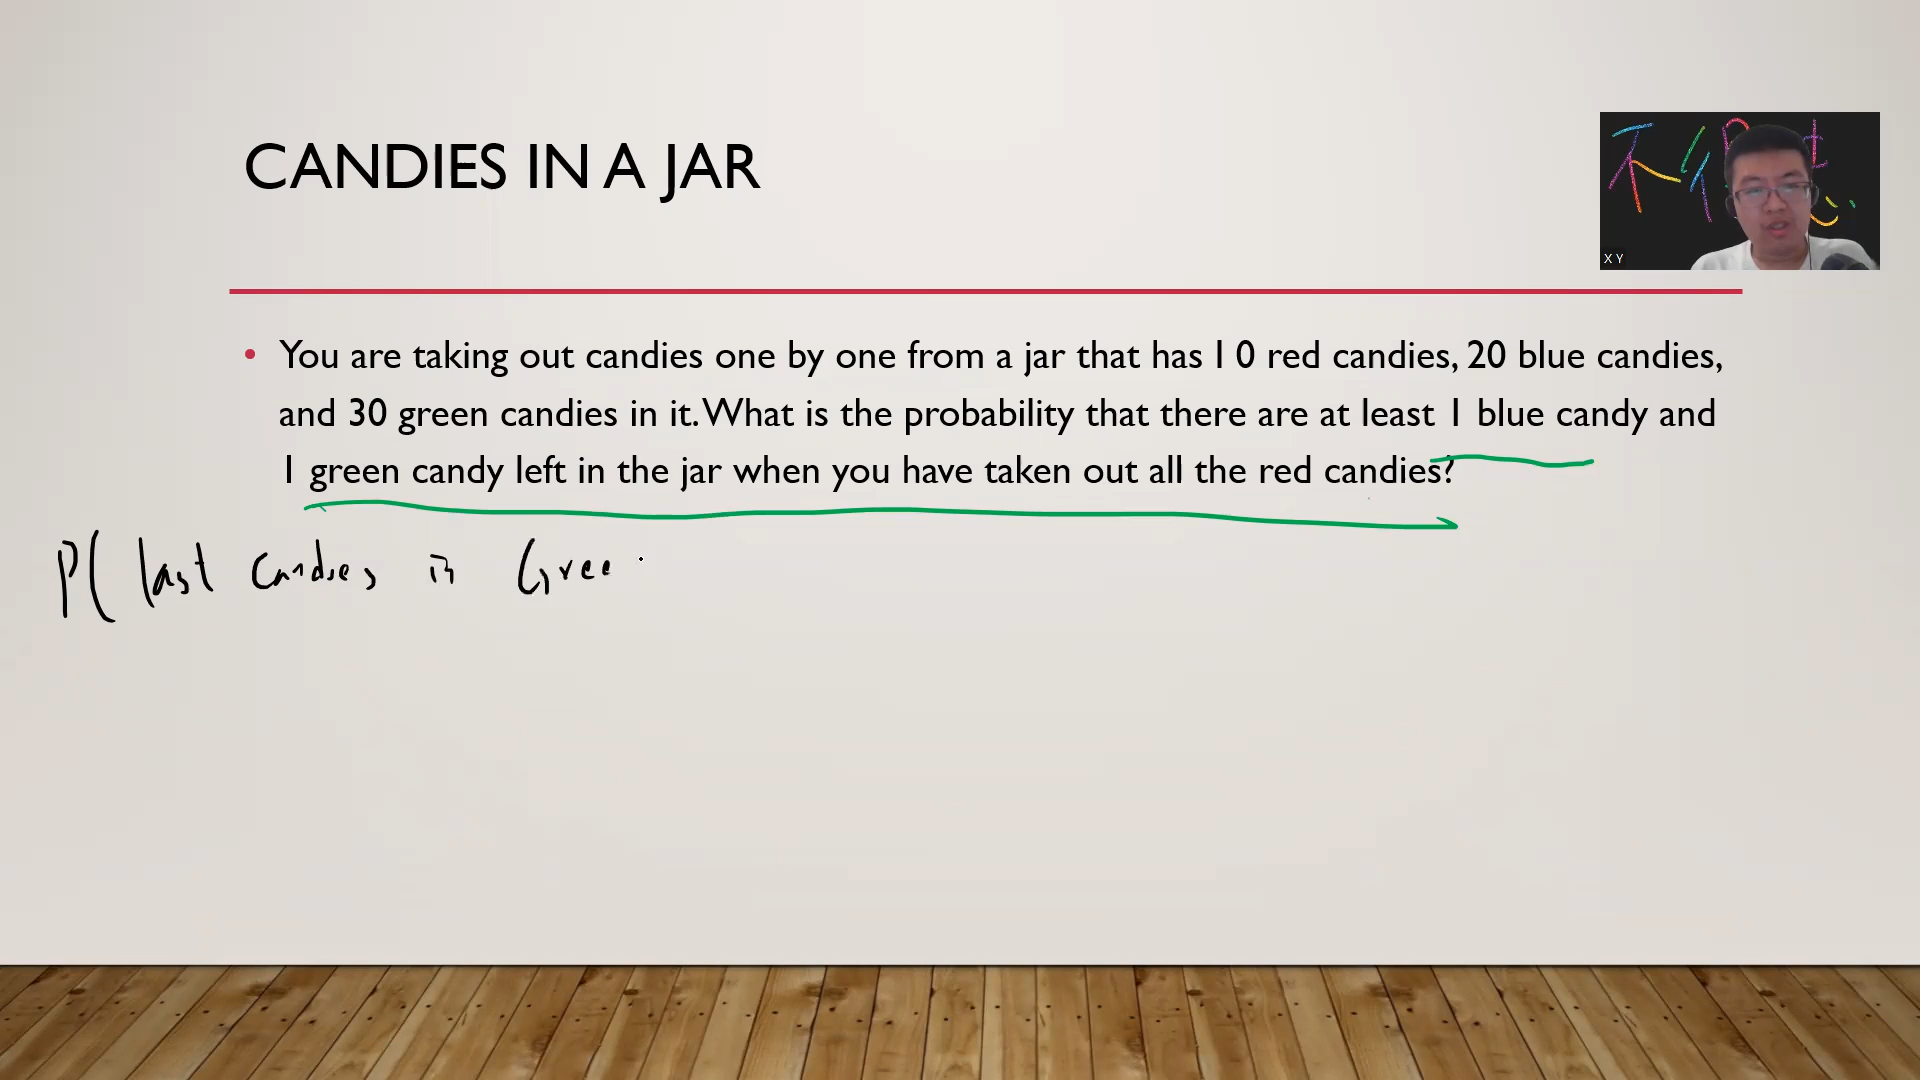 CANDIES IN A JAR
X Y
• You are taking out candies one by one from a jar that has 1 0 red candies, 20 blue candies,
and 30 green candies in it. What is the probability that there are at least 1 blue candy and
1 green candy left in the jar when you have taken out all the red candies?
P( last candies is Gree